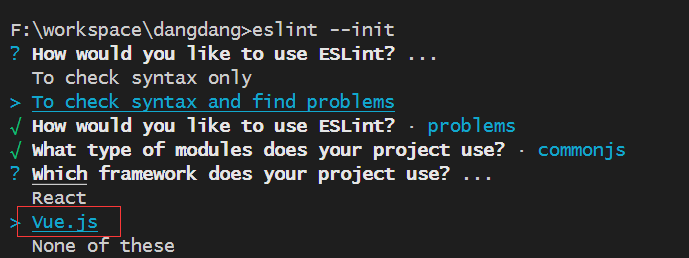 F:\workspace\dangdang>eslint --init
? How would you like to use ESLint? ...
To check syntax only
> To check syntax and find problems
√ How would you like to use ESLint? · problems
√ What type of modules does your project use? · commonjs
? Which framework does your project use? ...
React
> Vue.js
None of these